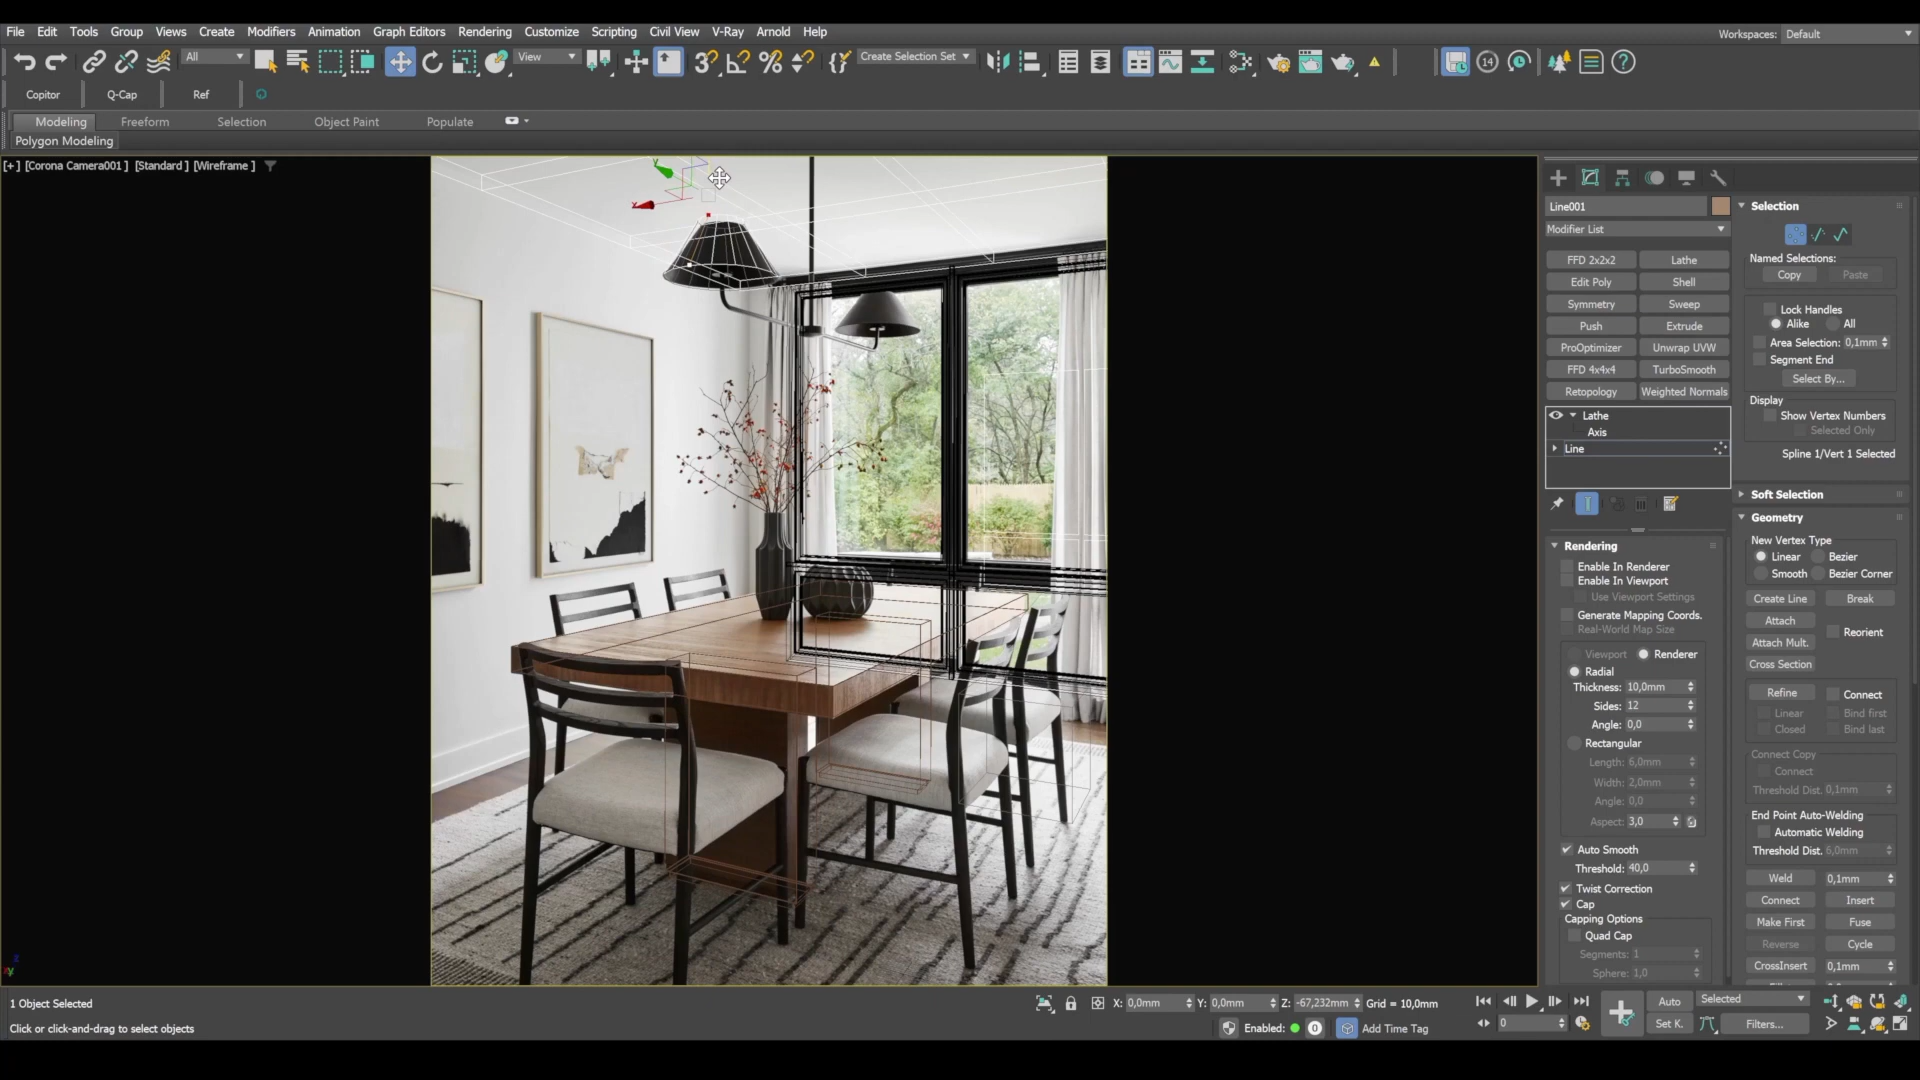 File Edit Tools Group Views Create Modifiers Animation Graph Editors Rendering Customize Scripting Civil View V-Ray Arnold Help
Workspaces: Default
All View Create Selection Set 14
Copitor Q-Cap Ref
Modeling Freeform Selection Object Paint Populate
Polygon Modeling
[+] [Corona Camera001 ] [Standard ] [Wireframe ]
y
x
Line001
Modifier List
FFD 2x2x2 Lathe
Edit Poly Shell
Symmetry Sweep
Push Extrude
ProOptimizer Unwrap UVW
FFD 4x4x4 TurboSmooth
Retopology Weighted Normals
Lathe
Axis
Line
Rendering
Enable In Renderer
Enable In Viewport
Use Viewport Settings
Generate Mapping Coords.
Real-World Map Size
Viewport Renderer
Radial
Thickness: 10,0mm
Sides: 12
Angle: 0,0
Rectangular
Length: 6,0mm
Width: 2,0mm
Angle: 0,0
Aspect: 3,0
Auto Smooth
Threshold: 40,0
Twist Correction
Cap
Capping Options
Quad Cap
Segments: 1
Sphere: 1,0
Selection
Named Selections:
Copy Paste
Lock Handles
Alike All
Area Selection: 0,1mm
Segment End
Select By...
Display
Show Vertex Numbers
Selected Only
Spline 1/Vert 1 Selected
Soft Selection
Geometry
New Vertex Type
Linear Bezier
Smooth Bezier Corner
Create Line Break
Attach
Reorient
Attach Mult.
Cross Section
Refine Connect
Linear Bind first
Closed Bind last
Connect Copy
Connect
Threshold Dist. 0,1mm
End Point Auto-Welding
Automatic Welding
Threshold Dist. 6,0mm
Weld 0,1mm
Connect Insert
Make First Fuse
Reverse Cycle
CrossInsert 0,1mm
1 Object Selected
X: 0,0mm Y: 0,0mm Z: -67,232mm Grid = 10,0mm
Auto Selected
Click or click-and-drag to select objects
Enabled: 0 Add Time Tag
0
Set K. Filters...